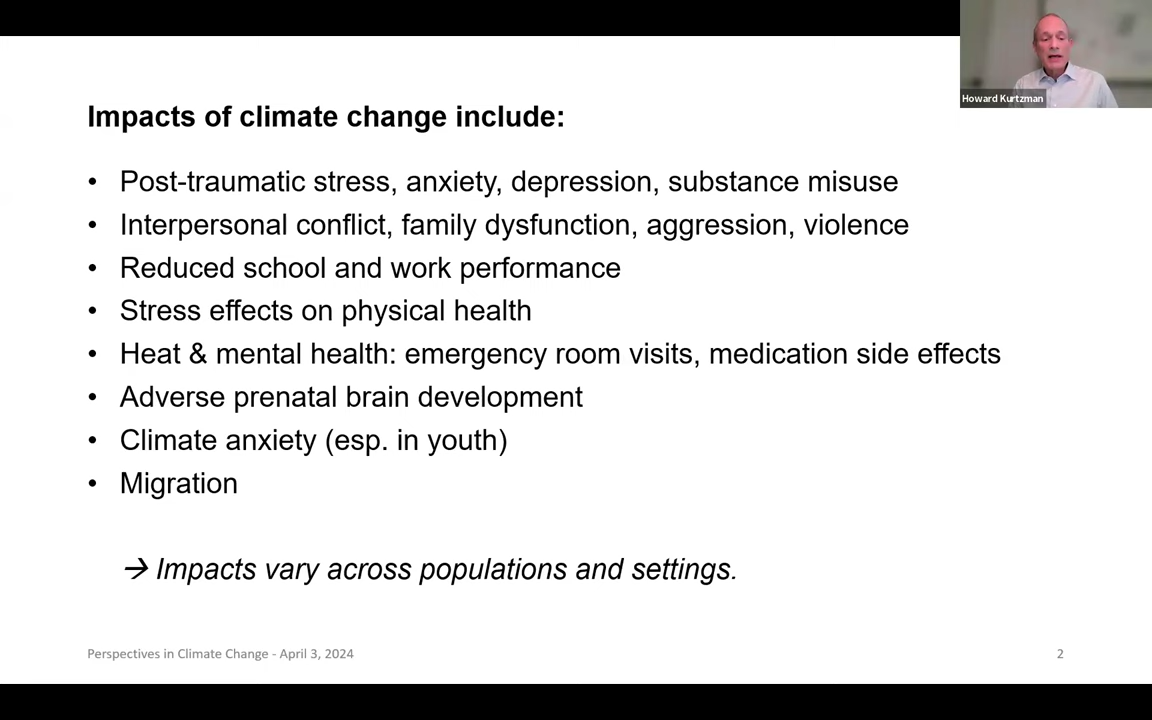 Howard Kurtzman
Impacts of climate change include:
• Post-traumatic stress, anxiety, depression, substance misuse
• Interpersonal conflict, family dysfunction, aggression, violence
• Reduced school and work performance
• Stress effects on physical health
• Heat & mental health: emergency room visits, medication side effects
• Adverse prenatal brain development
• Climate anxiety (esp. in youth)
• Migration
→ Impacts vary across populations and settings.
Perspectives in Climate Change - April 3, 2024
2